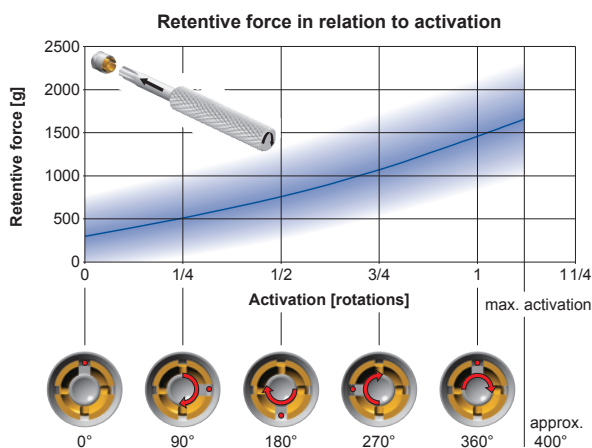 Retentive force in relation to activation
Retentive force [g]
2500
2000
1500
1000
500
0
0 1/4 1/2 3/4 1 1 1/4
Activation [rotations]
max. activation
0° 90° 180° 270° 360° approx. 400°